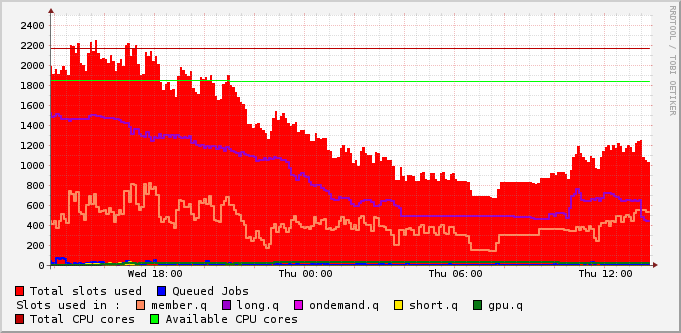 2400
2200
2000
1800
1600
1400
1200
1000
800
600
400
200
0
Wed 18:00 Thu 00:00 Thu 06:00 Thu 12:00
RRDTOOL / TOBI OETIKER
Total slots used Queued Jobs
Slots used in : member.q long.q ondemand.q short.q gpu.q
Total CPU cores Available CPU cores